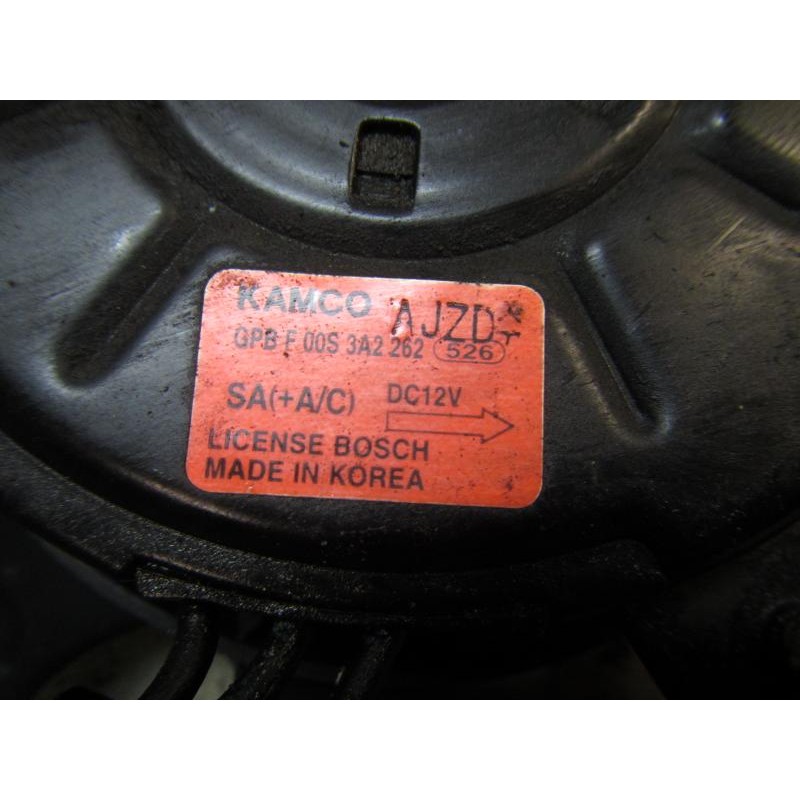 KAMCO AJZD
GPB F 00S 3A2 262 526
SA(+A/C) DC12V
LICENSE BOSCH
MADE IN KOREA